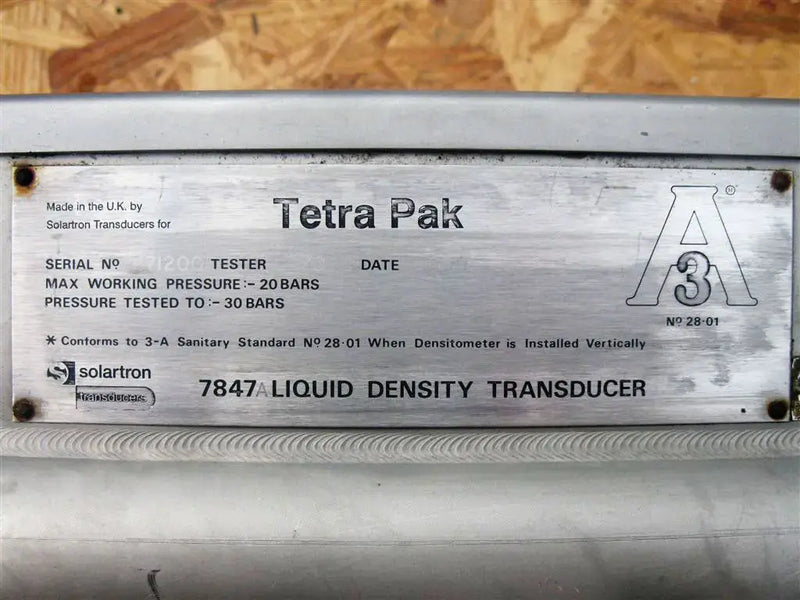 Made in the U.K. by
Solartron Transducers for
Tetra Pak
SERIAL Nº 71200 TESTER DATE
MAX WORKING PRESSURE:- 20 BARS
PRESSURE TESTED TO:- 30 BARS
A
3
Nº 28·01
* Conforms to 3-A Sanitary Standard Nº 28·01 When Densitometer is Installed Vertically
solartron
transducers
7847A LIQUID DENSITY TRANSDUCER